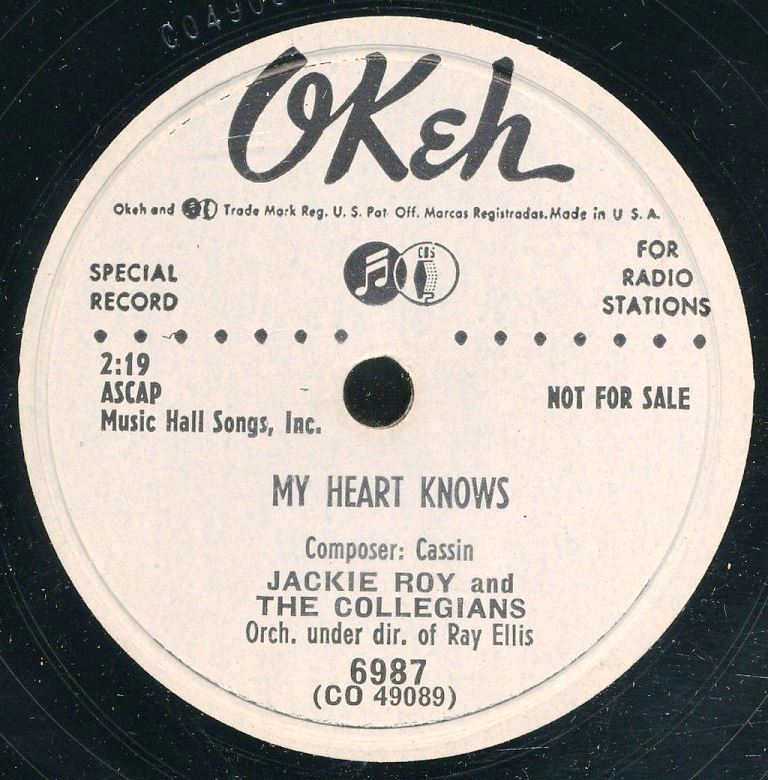 OKeh
Okeh and Trade Mark Reg. U. S. Pat. Off. Marcas Registradas. Made in U S. A.
CBS
SPECIAL RECORD
FOR RADIO STATIONS
2:19
ASCAP
Music Hall Songs, Inc.
NOT FOR SALE
MY HEART KNOWS
Composer: Cassin
JACKIE ROY and
THE COLLEGIANS
Orch. under dir. of Ray Ellis
6987
(CO 49089)